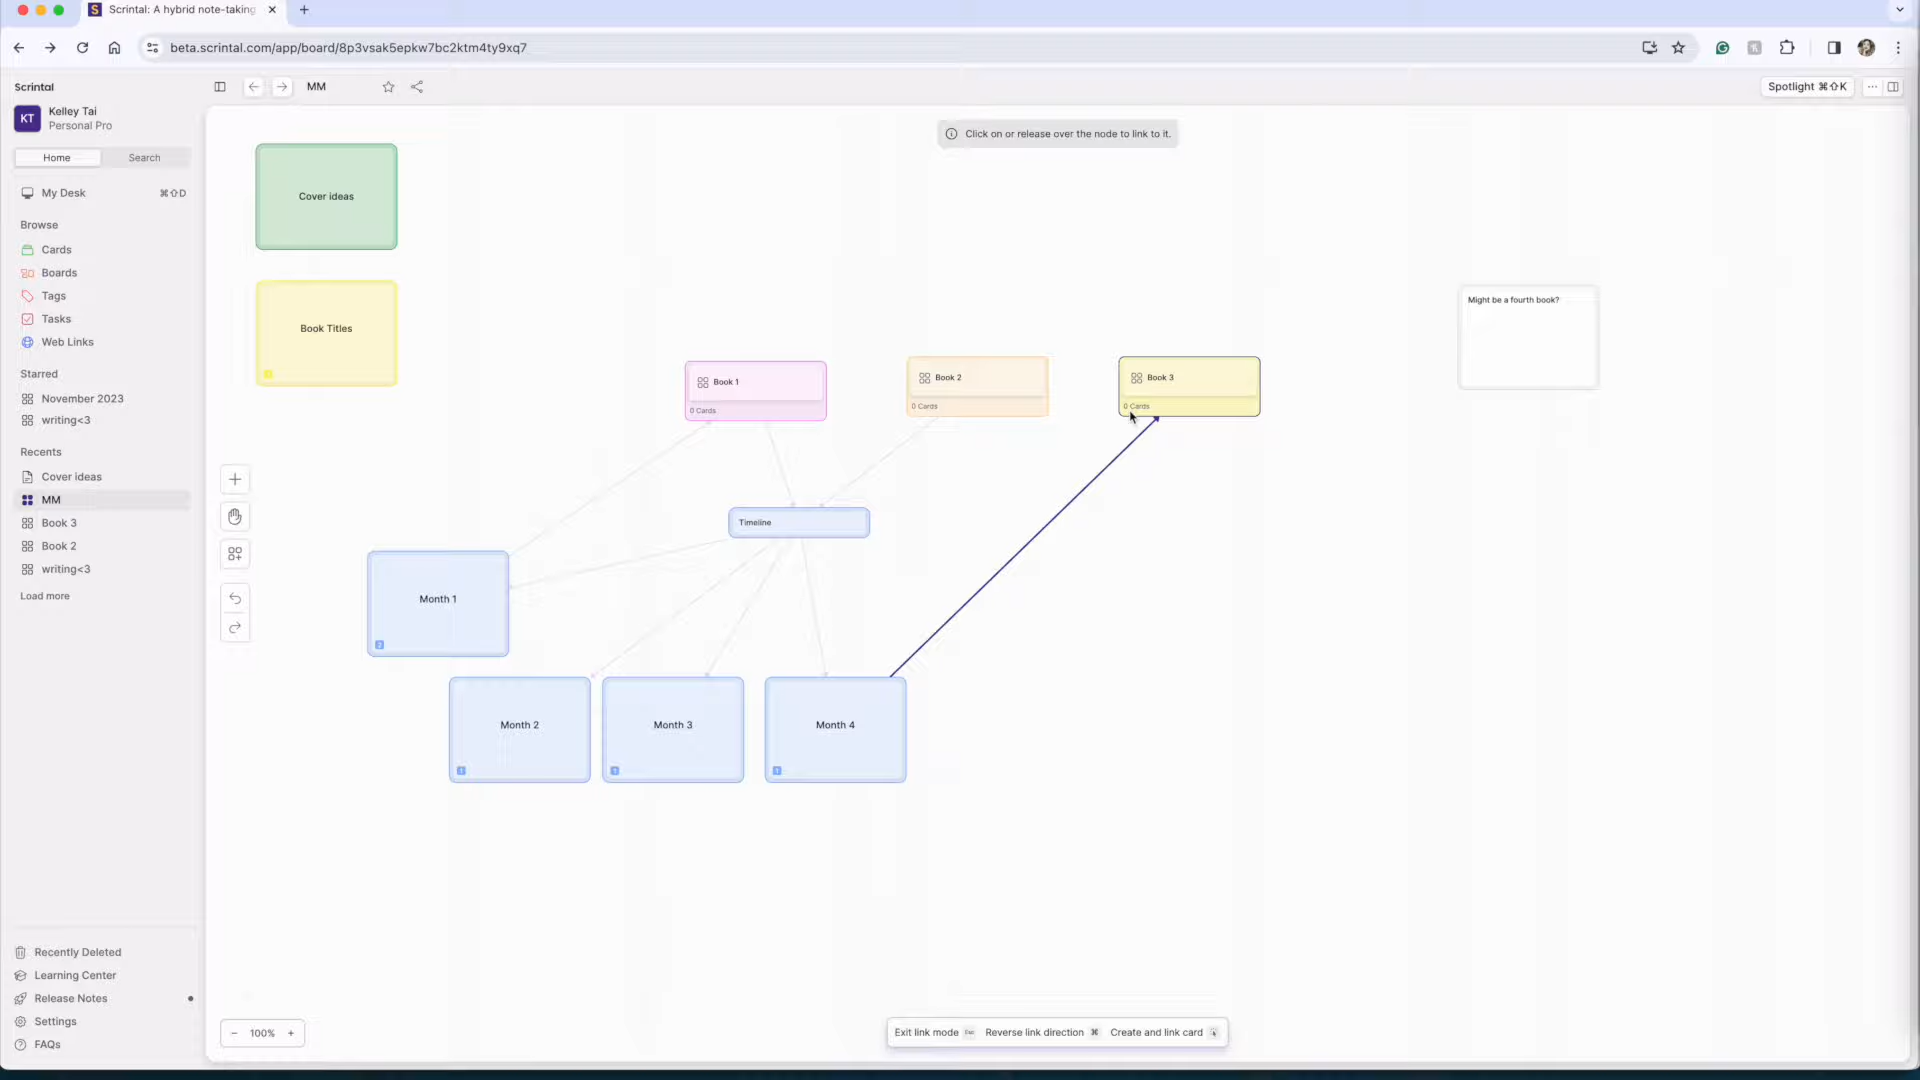 Scrintal: A hybrid note-taking
beta.scrintal.com/app/board/8p3vsak5epkw7bc2ktm4ty9xq7
Scrintal
MM
Spotlight ⌘⇧K
KT
Kelley Tai
Personal Pro
Home
Search
My Desk
⌘⇧D
Browse
Cards
Boards
Tags
Tasks
Web Links
Starred
November 2023
writing<3
Recents
Cover ideas
MM
Book 3
Book 2
writing<3
Load more
Recently Deleted
Learning Center
Release Notes
Settings
FAQs
Click on or release over the node to link to it.
Cover ideas
Book Titles
Might be a fourth book?
Book 1
0 Cards
Book 2
0 Cards
Book 3
0 Cards
Timeline
Month 1
2
Month 2
1
Month 3
1
Month 4
1
− 100% +
Exit link mode Esc Reverse link direction ⌘ Create and link card